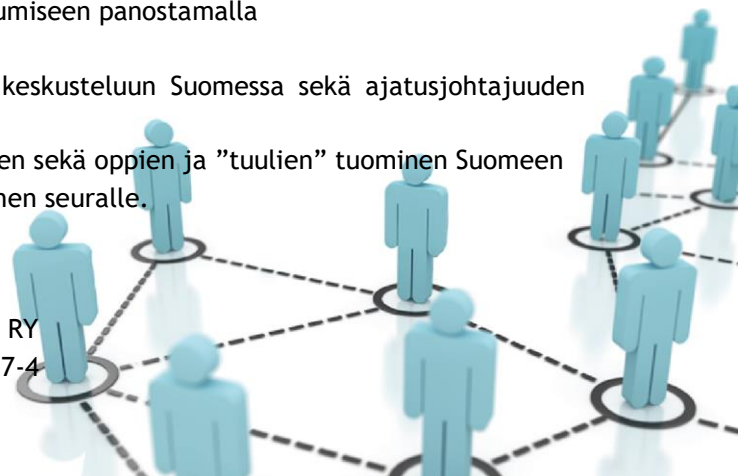 umiseen panostamalla
keskusteluun Suomessa sekä ajatusjohtajuuden
en sekä oppien ja ”tuulien” tuominen Suomeen
nen seuralle.
RY
7-4